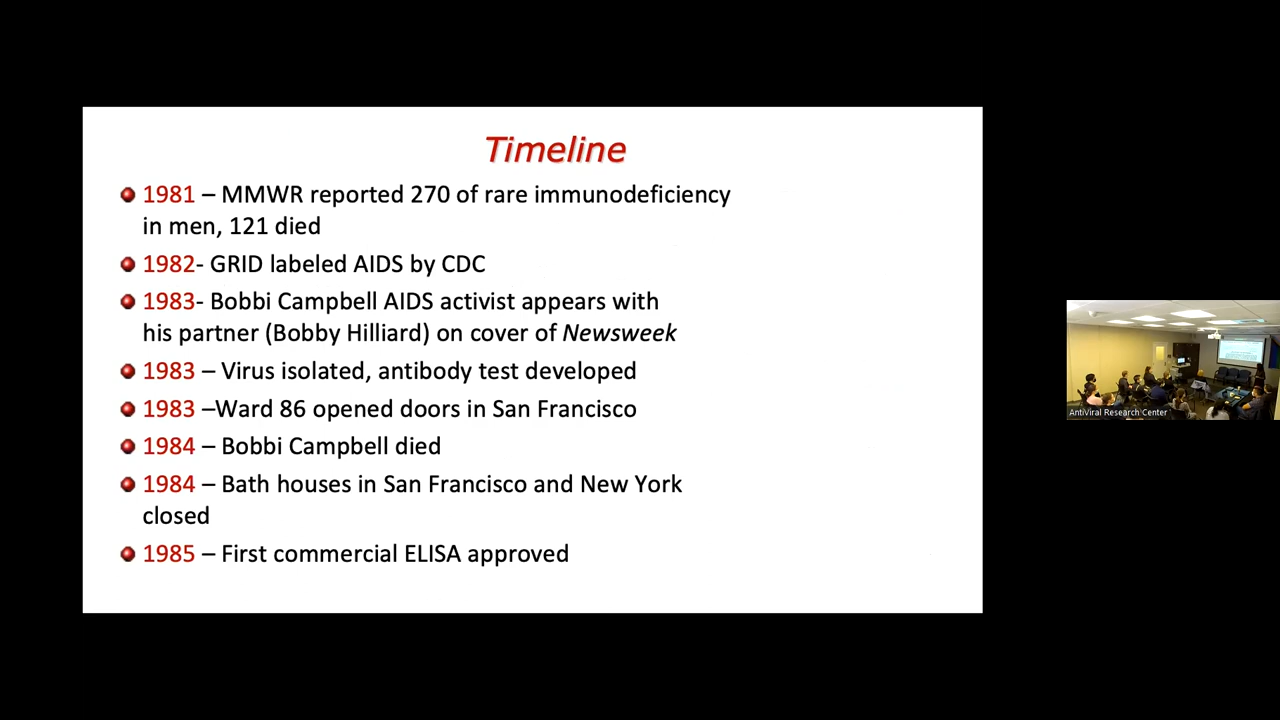 Timeline
1981 – MMWR reported 270 of rare immunodeficiency
in men, 121 died
1982- GRID labeled AIDS by CDC
1983- Bobbi Campbell AIDS activist appears with
his partner (Bobby Hilliard) on cover of Newsweek
1983 – Virus isolated, antibody test developed
1983 –Ward 86 opened doors in San Francisco
1984 – Bobbi Campbell died
1984 – Bath houses in San Francisco and New York
closed
1985 – First commercial ELISA approved
AntiViral Research Center